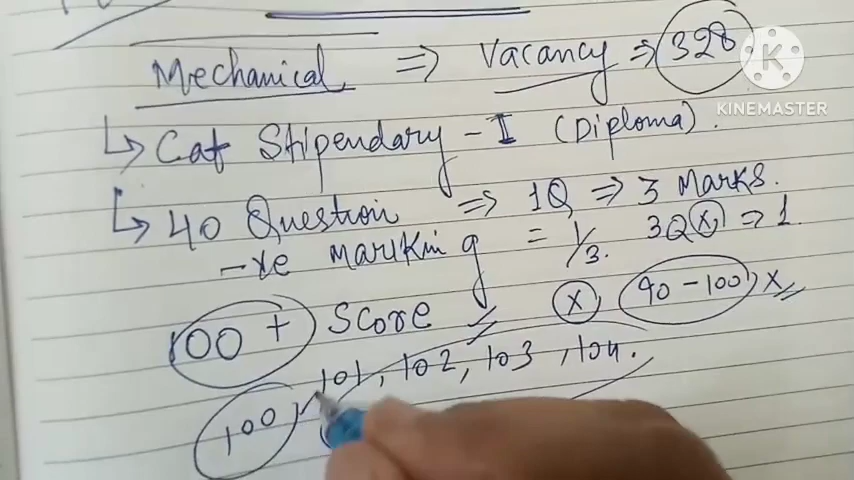 Mechanical ⇒ Vacancy ⇒ 328
K
KINEMASTER
↳ Cat Stipendary - I (Diploma).
↳ 40 Question ⇒ 1Q ⇒ 3 Marks.
-ve marking = 1/3. 3Q x ⇒ 1
100 + Score x 90 - 100 x
101, 102, 103, 104.
100,